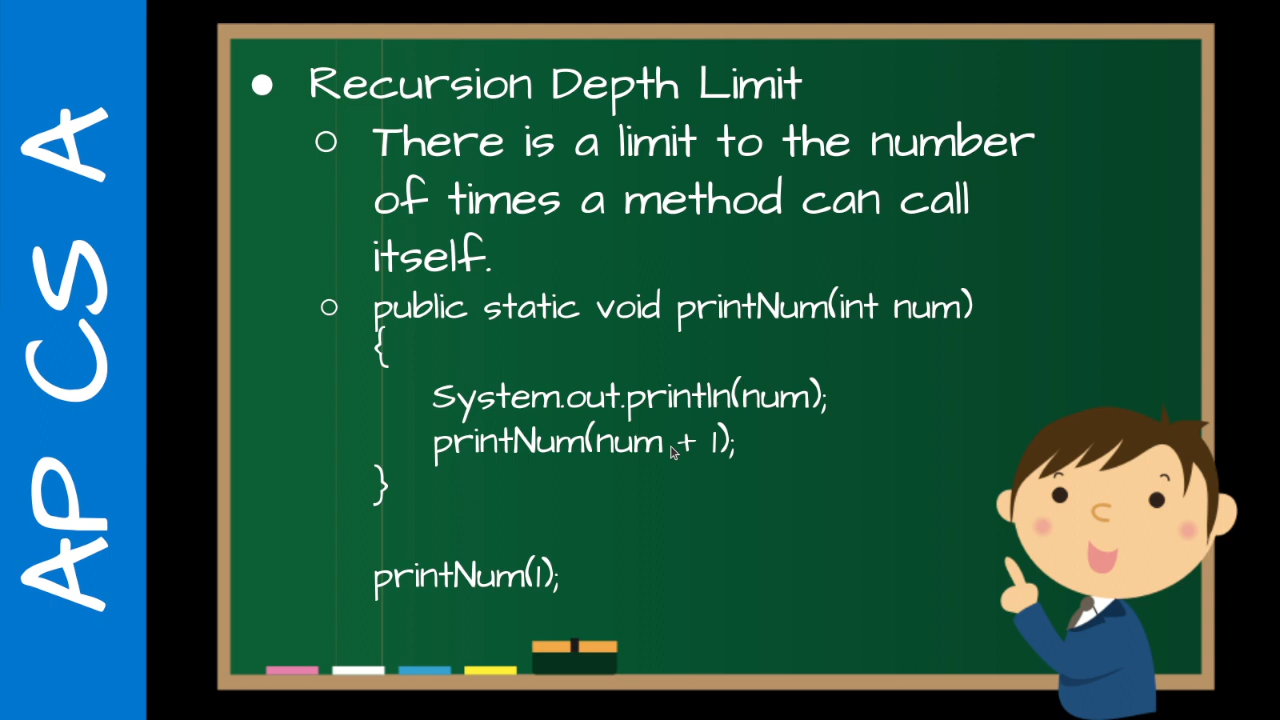 AP CS A
● Recursion Depth Limit
○ There is a limit to the number
of times a method can call
itself.
○ public static void printNum(int num)
{
System.out.println(num);
printNum(num + 1);
}
printNum(1);